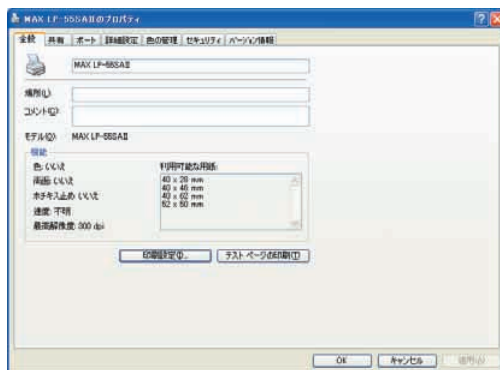 MAX LP-55SAⅡのプロパティ
全般 共有 ポート 詳細設定 色の管理 セキュリティ バージョン情報
MAX LP-55SAⅡ
場所(L):
コメント(C):
モデル(O): MAX LP-55SAⅡ
機能
色: いいえ
両面: いいえ
ホチキス止め: いいえ
速度: 不明
最高解像度: 300 dpi
利用可能な用紙:
40 x 28 mm
40 x 46 mm
40 x 62 mm
52 x 60 mm
印刷設定(I)... テスト ページの印刷(T)
OK キャンセル 適用(A)